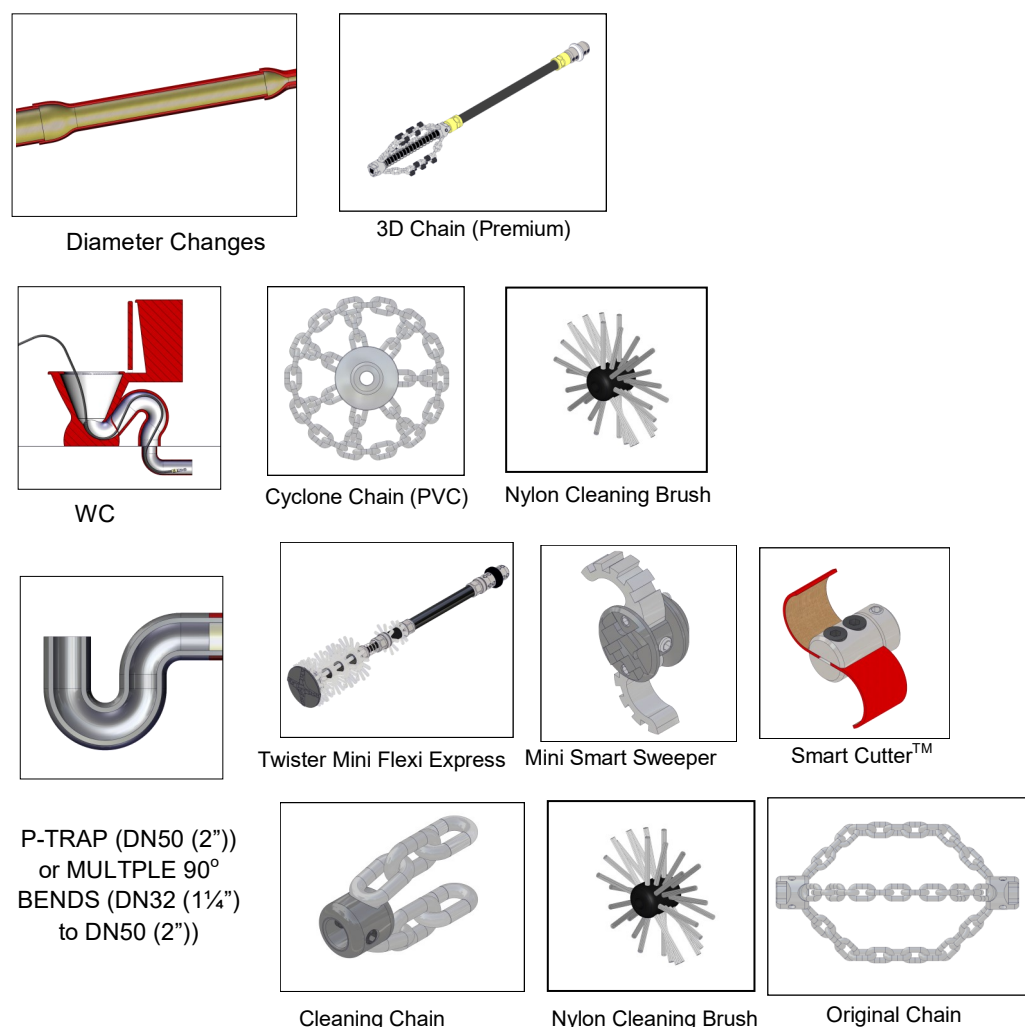 Diameter Changes
3D Chain (Premium)
WC
Cyclone Chain (PVC)
Nylon Cleaning Brush
Twister Mini Flexi Express
Mini Smart Sweeper
Smart Cutter™
P-TRAP (DN50 (2”))
or MULTPLE 90°
BENDS (DN32 (1¼”)
to DN50 (2”))
Cleaning Chain
Nylon Cleaning Brush
Original Chain